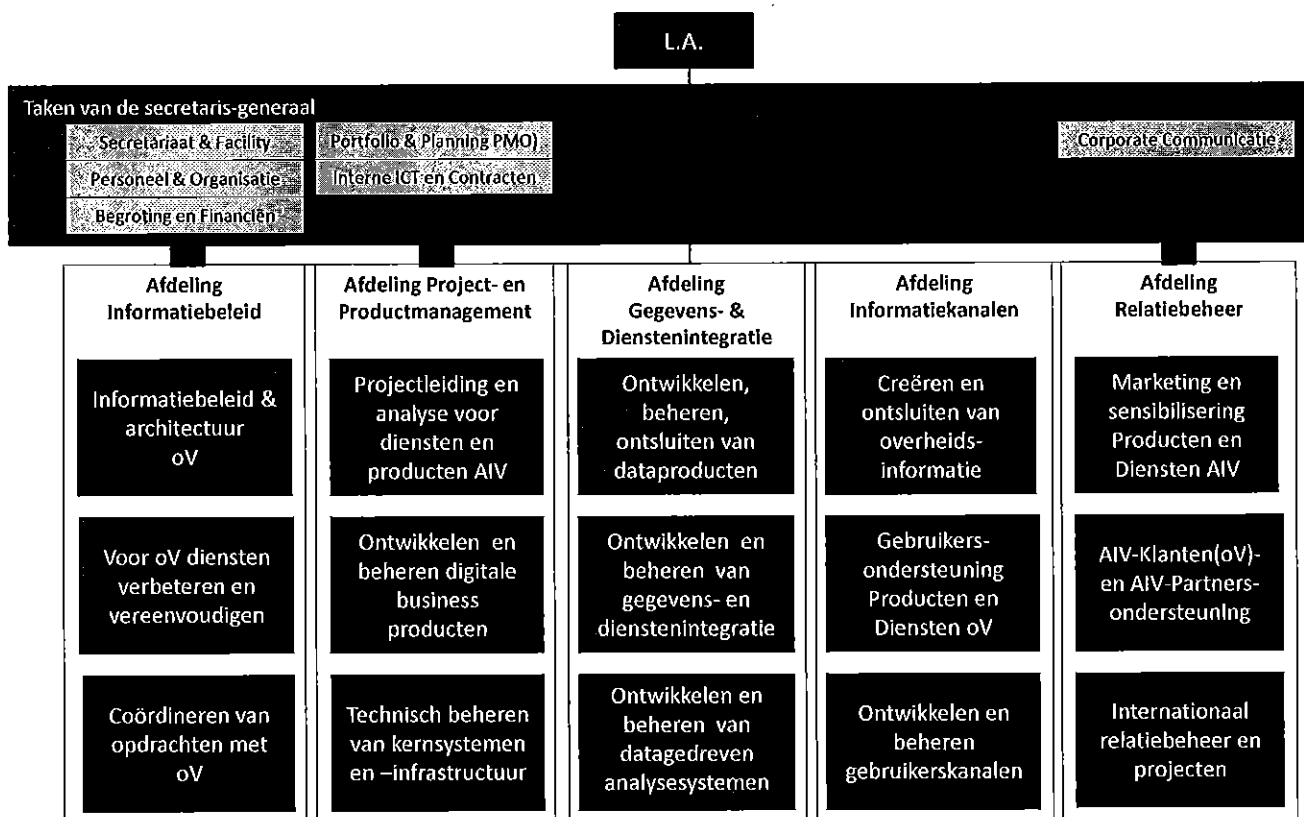 L.A.
Taken van de secretaris-generaal
Secretariaat & Facility
Personeel & Organisatie
Begroting en Financiën
Portfolio & Planning PMO)
Interne ICT en Contracten
Corporate Communicatie
Afdeling
Informatiebeleid
Informatiebeleid &
architectuur
oV
Voor oV diensten
verbeteren en
vereenvoudigen
Coördineren van
opdrachten met
oV
Afdeling Project- en
Productmanagement
Projectleiding en
analyse voor
diensten en
producten AIV
Ontwikkelen en
beheren digitale
business
producten
Technisch beheren
van kernsystemen
en –infrastructuur
Afdeling
Gegevens- &
Dienstenintegratie
Ontwikkelen,
beheren,
ontsluiten van
dataproducten
Ontwikkelen en
beheren van
gegevens- en
dienstenintegratie
Ontwikkelen en
beheren van
datagedreven
analysesystemen
Afdeling
Informatiekanalen
Creëren en
ontsluiten van
overheids-
informatie
Gebruikers-
ondersteuning
Producten en
Diensten oV
Ontwikkelen en
beheren
gebruikerskanalen
Afdeling
Relatiebeheer
Marketing en
sensibilisering
Producten en
Diensten AIV
AIV-Klanten(oV)-
en AIV-Partners-
ondersteuning
Internationaal
relatiebeheer en
projecten